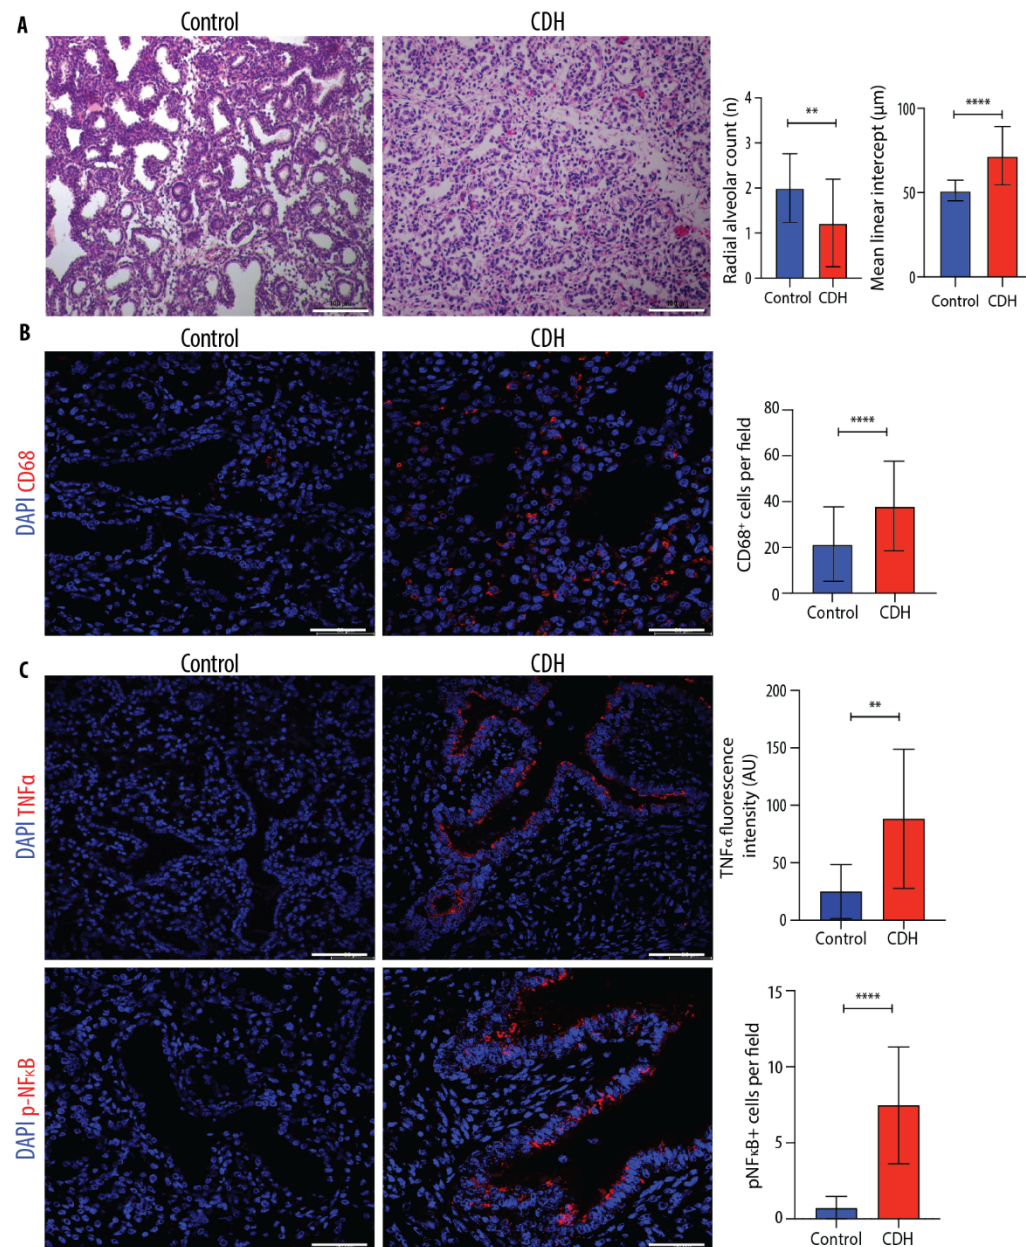 A
Control
CDH
Radial alveolar count (n)
4
3
2
1
0
**
Control
CDH
Mean linear intercept (μm)
100
50
0
****
Control
CDH
B
Control
CDH
DAPI CD68
CD68⁺ cells per field
80
60
40
20
0
****
Control
CDH
C
Control
CDH
DAPI TNFα
TNFα fluorescence
intensity (AU)
200
150
100
50
0
**
Control
CDH
DAPI p-NFκB
pNFκB+ cells per field
15
10
5
0
****
Control
CDH